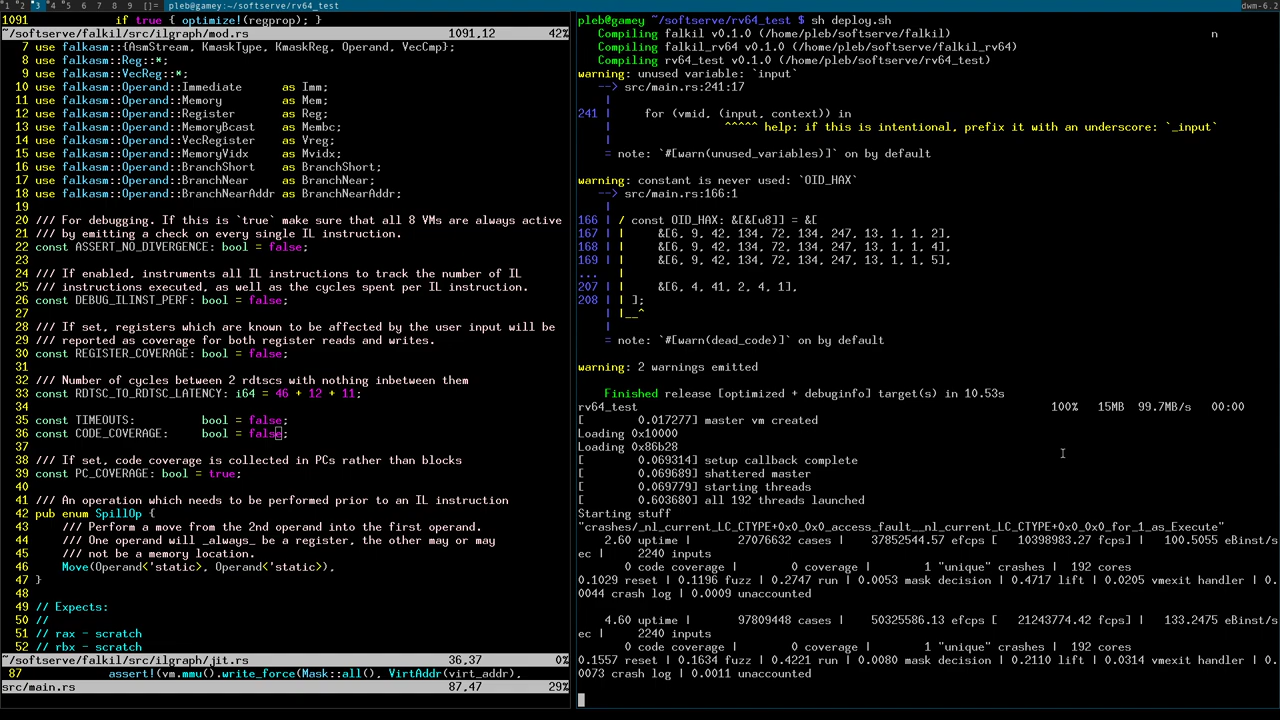 1 2 3 4 5 6 7 8 9 []= pleb@gamey:~/softserve/rv64_test dwm-6.2
1091 if true { optimize!(regprop); }
~/softserve/falkil/src/ilgraph/mod.rs 1091,12 42%
7 use falkasm::{AsmStream, KmaskType, KmaskReg, Operand, VecCmp};
8 use falkasm::Reg::*;
9 use falkasm::VecReg::*;
10 use falkasm::Operand::Immediate as Imm;
11 use falkasm::Operand::Memory as Mem;
12 use falkasm::Operand::Register as Reg;
13 use falkasm::Operand::MemoryBcast as Membc;
14 use falkasm::Operand::VecRegister as Vreg;
15 use falkasm::Operand::MemoryVidx as Mvidx;
16 use falkasm::Operand::BranchShort as BranchShort;
17 use falkasm::Operand::BranchNear as BranchNear;
18 use falkasm::Operand::BranchNearAddr as BranchNearAddr;
19
20 /// For debugging. If this is `true` make sure that all 8 VMs are always active
21 /// by emitting a check on every single IL instruction.
22 const ASSERT_NO_DIVERGENCE: bool = false;
23
24 /// If enabled, instruments all IL instructions to track the number of IL
25 /// instructions executed, as well as the cycles spent per IL instruction.
26 const DEBUG_ILINST_PERF: bool = false;
27
28 /// If set, registers which are known to be affected by the user input will be
29 /// reported as coverage for both register reads and writes.
30 const REGISTER_COVERAGE: bool = false;
31
32 /// Number of cycles between 2 rdtscs with nothing inbetween them
33 const RDTSC_TO_RDTSC_LATENCY: i64 = 46 + 12 + 11;
34
35 const TIMEOUTS: bool = false;
36 const CODE_COVERAGE: bool = false;
37
38 /// If set, code coverage is collected in PCs rather than blocks
39 const PC_COVERAGE: bool = true;
40
41 /// An operation which needs to be performed prior to an IL instruction
42 pub enum SpillOp {
43 /// Perform a move from the 2nd operand into the first operand.
44 /// One operand will _always_ be a register, the other may or may
45 /// not be a memory location.
46 Move(Operand<'static>, Operand<'static>),
47 }
48
49 // Expects:
50 //
51 // rax - scratch
52 // rbx - scratch
~/softserve/falkil/src/ilgraph/jit.rs 36,37 0%
87 assert!(vm.mmu().write_force(Mask::all(), VirtAddr(virt_addr),
src/main.rs 87,47 29%
pleb@gamey ~/softserve/rv64_test $ sh deploy.sh
Compiling falkil v0.1.0 (/home/pleb/softserve/falkil) n
Compiling falkil_rv64 v0.1.0 (/home/pleb/softserve/falkil_rv64)
Compiling rv64_test v0.1.0 (/home/pleb/softserve/rv64_test)
warning: unused variable: `input`
--> src/main.rs:241:17
|
241 | for (vmid, (input, context)) in
| ^^^^^ help: if this is intentional, prefix it with an underscore: `_input`
|
= note: `#[warn(unused_variables)]` on by default
warning: constant is never used: `OID_HAX`
--> src/main.rs:166:1
|
166 | / const OID_HAX: &[&[u8]] = &[
167 | | &[6, 9, 42, 134, 72, 134, 247, 13, 1, 1, 2],
168 | | &[6, 9, 42, 134, 72, 134, 247, 13, 1, 1, 4],
169 | | &[6, 9, 42, 134, 72, 134, 247, 13, 1, 1, 5],
... |
207 | | &[6, 4, 41, 2, 4, 1],
208 | | ];
| |__^
|
= note: `#[warn(dead_code)]` on by default
warning: 2 warnings emitted
Finished release [optimized + debuginfo] target(s) in 10.53s
rv64_test 100% 15MB 99.7MB/s 00:00
[ 0.017277] master vm created
Loading 0x10000
Loading 0x86b28
[ 0.069314] setup callback complete
[ 0.069689] shattered master
[ 0.069779] starting threads
[ 0.603680] all 192 threads launched
Starting stuff
"crashes/_nl_current_LC_CTYPE+0x0_0x0_access_fault__nl_current_LC_CTYPE+0x0_0x0_for_1_as_Execute"
2.60 uptime | 27076632 cases | 37852544.57 efcps [ 10398983.27 fcps] | 100.5055 eBinst/s
ec | 2240 inputs
0 code coverage | 0 coverage | 1 "unique" crashes | 192 cores
0.1029 reset | 0.1196 fuzz | 0.2747 run | 0.0053 mask decision | 0.4717 lift | 0.0205 vmexit handler | 0.
0044 crash log | 0.0009 unaccounted
4.60 uptime | 97809448 cases | 50325586.13 efcps [ 21243774.42 fcps] | 133.2475 eBinst/s
ec | 2240 inputs
0 code coverage | 0 coverage | 1 "unique" crashes | 192 cores
0.1557 reset | 0.1634 fuzz | 0.4221 run | 0.0080 mask decision | 0.2110 lift | 0.0314 vmexit handler | 0.
0073 crash log | 0.0011 unaccounted